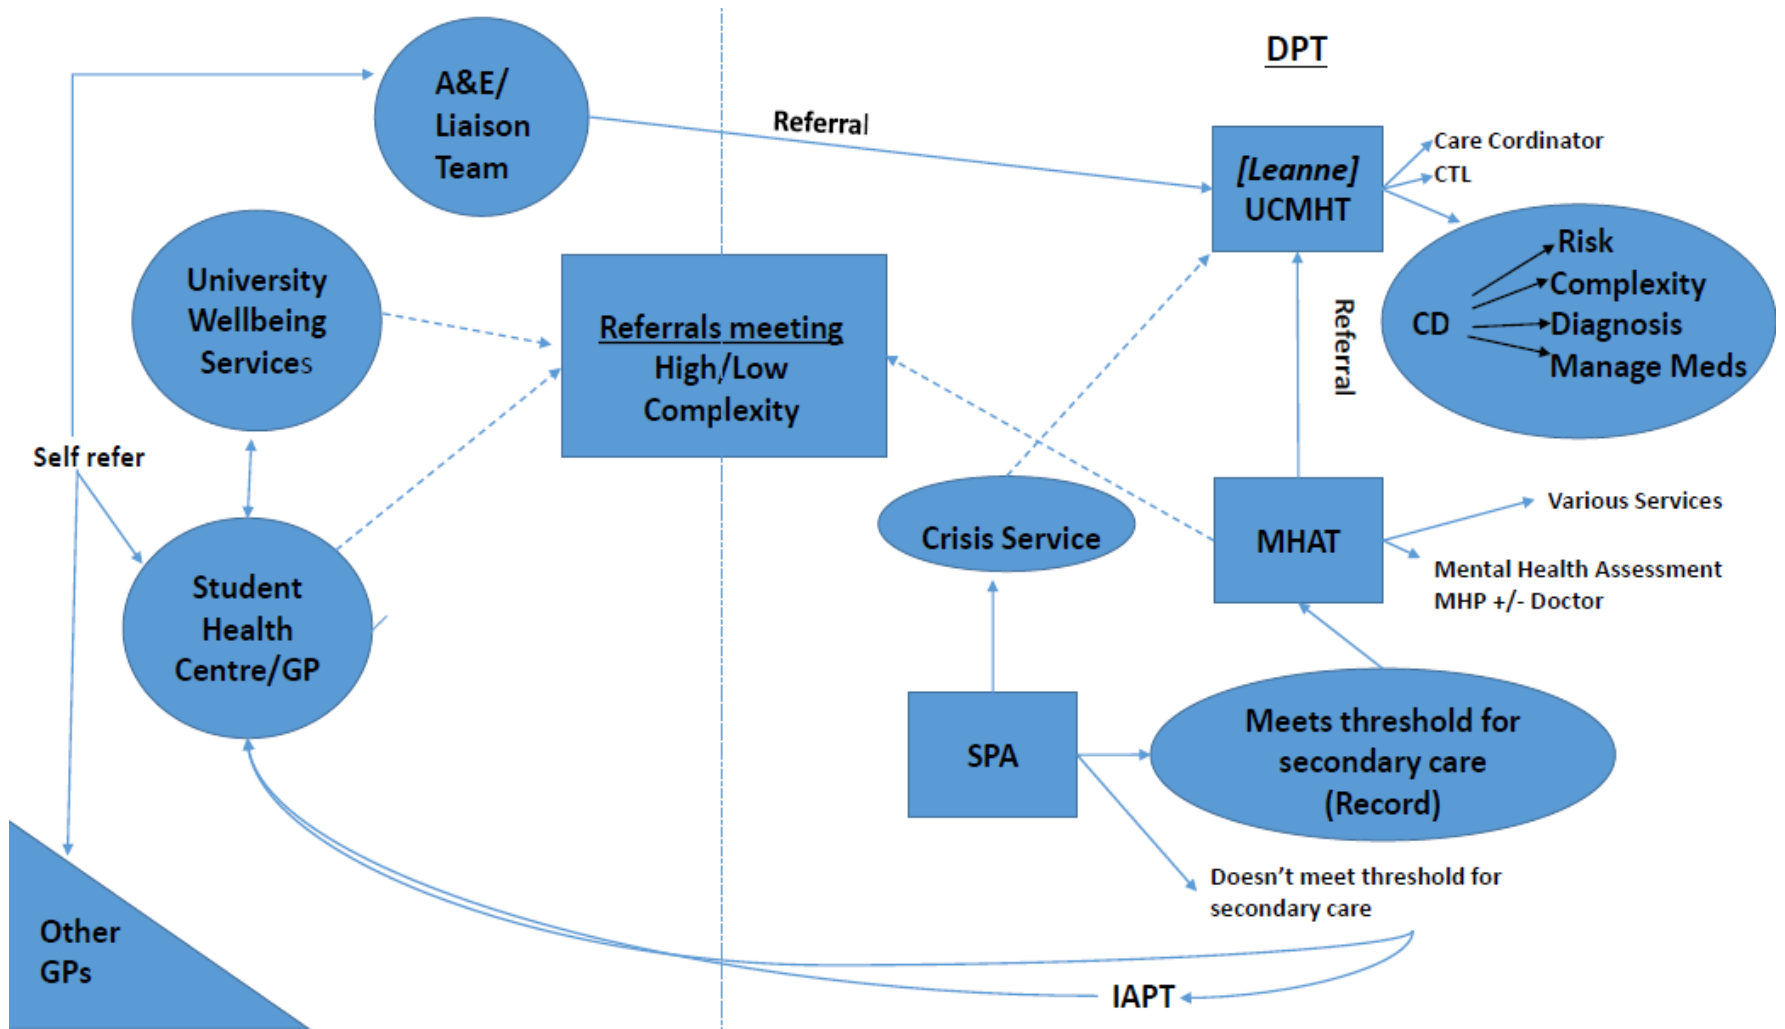 DPT
A&E/
Liaison
Team
Referral
[Leanne]
UCMHT
Care Cordinator
CTL
CD
Risk
Complexity
Diagnosis
Manage Meds
University
Wellbeing
Services
Referrals meeting
High/Low
Complexity
Referral
Self refer
Student
Health
Centre/GP
Crisis Service
MHAT
Various Services
Mental Health Assessment
MHP +/- Doctor
SPA
Meets threshold for
secondary care
(Record)
Doesn't meet threshold for
secondary care
Other
GPs
IAPT